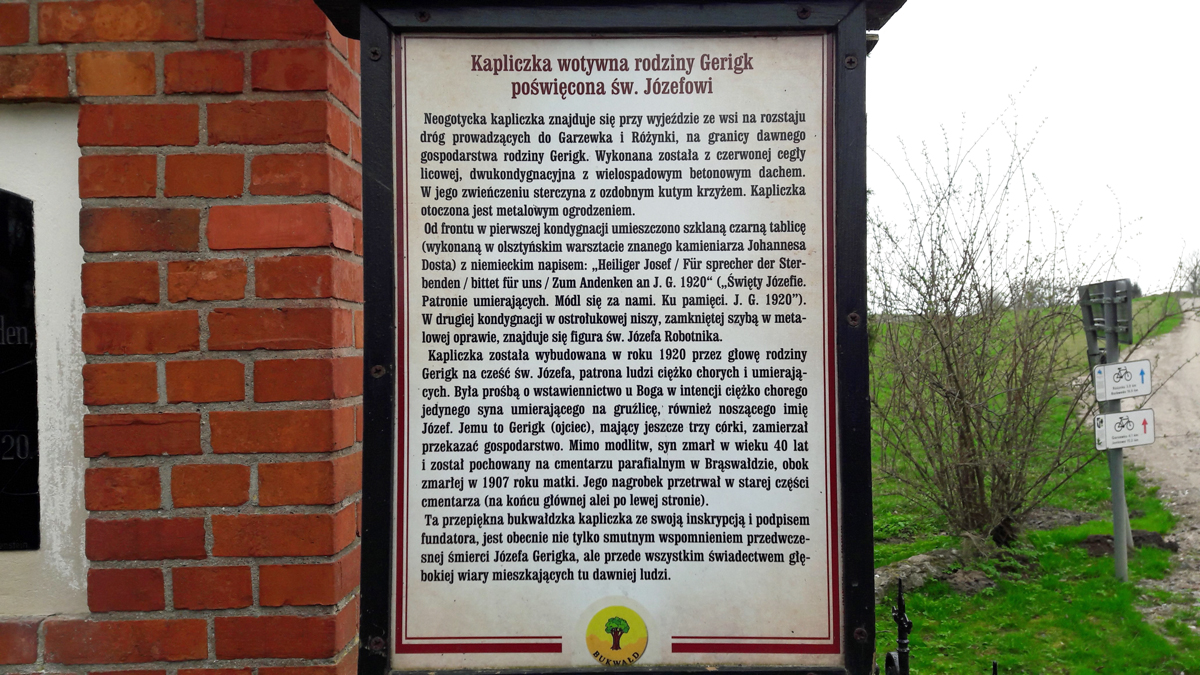 Kapliczka wotywna rodziny Gerigk
poświęcona św. Józefowi
Neogotycka kapliczka znajduje się przy wyjeździe ze wsi na rozstaju
dróg prowadzących do Garzewka i Różynki, na granicy dawnego
gospodarstwa rodziny Gerigk. Wykonana została z czerwonej cegły
licowej, dwukondygnacyjna z wielospadowym betonowym dachem.
W jego zwieńczeniu sterczyna z ozdobnym kutym krzyżem. Kapliczka
otoczona jest metalowym ogrodzeniem.
Od frontu w pierwszej kondygnacji umieszczono szklaną czarną tablicę
(wykonaną w olsztyńskim warsztacie znanego kamieniarza Johannesa
Dosta) z niemieckim napisem: „Heiliger Josef / Für sprecher der Ster-
benden / bittet für uns / Zum Andenken an J. G. 1920“ („Święty Józefie.
Patronie umierających. Módl się za nami. Ku pamięci. J. G. 1920”).
W drugiej kondygnacji w ostrołukowej niszy, zamkniętej szybą w meta-
lowej oprawie, znajduje się figura św. Józefa Robotnika.
Kapliczka została wybudowana w roku 1920 przez głowę rodziny
Gerigk na cześć św. Józefa, patrona ludzi ciężko chorych i umierają-
cych. Była prośbą o wstawiennictwo u Boga w intencji ciężko chorego
jedynego syna umierającego na gruźlicę, również noszącego imię
Józef. Jemu to Gerigk (ojciec), mający jeszcze trzy córki, zamierzał
przekazać gospodarstwo. Mimo modlitw, syn zmarł w wieku 40 lat
i został pochowany na cmentarzu parafialnym w Brąswałdzie, obok
zmarłej w 1907 roku matki. Jego nagrobek przetrwał w starej części
cmentarza (na końcu głównej alei po lewej stronie).
Ta przepiękna bukwałdzka kapliczka ze swoją inskrypcją i podpisem
fundatora, jest obecnie nie tylko smutnym wspomnieniem przedwcze-
snej śmierci Józefa Gerigka, ale przede wszystkim świadectwem głę-
bokiej wiary mieszkających tu dawniej ludzi.
BUKWAŁD
den,
20.